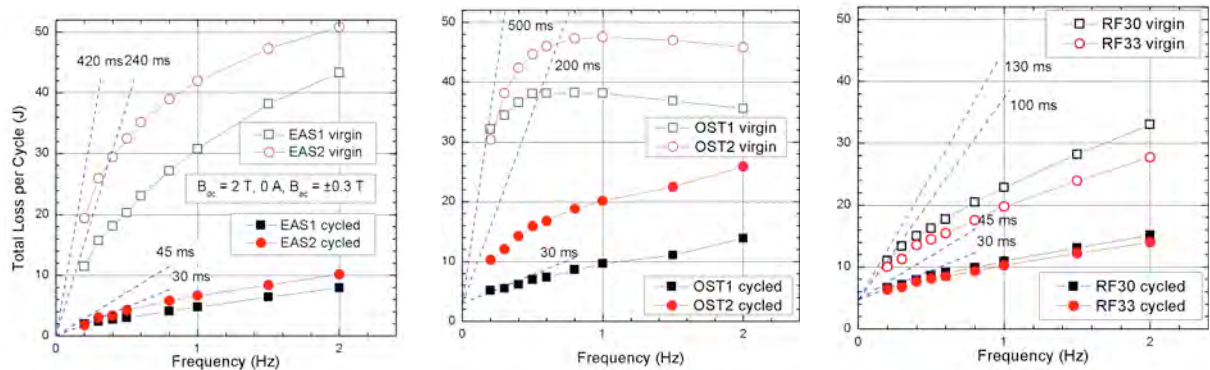 Total Loss per Cycle (J)
50
40
30
20
10
0
420 ms
240 ms
EAS1 virgin
EAS2 virgin
B_dc = 2 T, 0 A, B_ac = ±0.3 T
EAS1 cycled
EAS2 cycled
45 ms
30 ms
0 1 2
Frequency (Hz)
50
40
30
20
10
0
500 ms
200 ms
OST1 virgin
OST2 virgin
30 ms
OST1 cycled
OST2 cycled
0 1 2
Frequency (Hz)
50
40
30
20
10
0
RF30 virgin
RF33 virgin
130 ms
100 ms
45 ms
30 ms
RF30 cycled
RF33 cycled
0 1 2
Frequency (Hz)